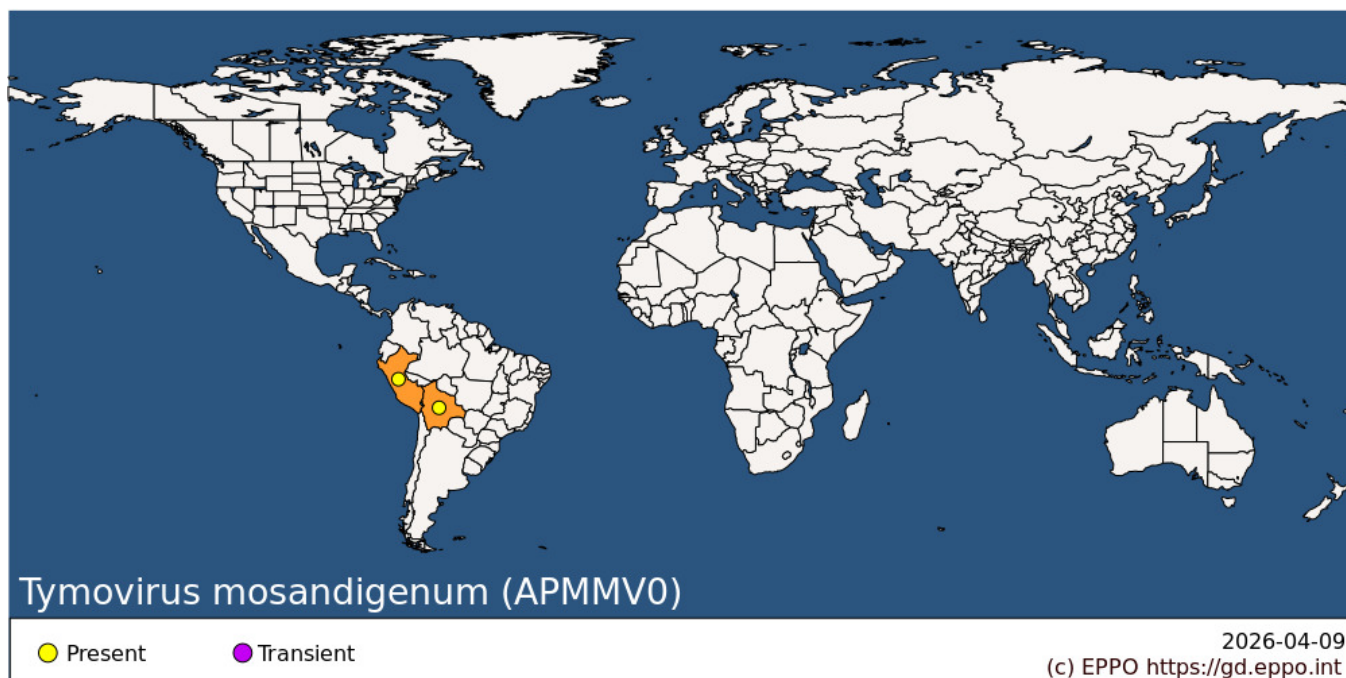 Tymovirus mosandigenum (APMMV0)
Present
Transient
2026-04-09
(c) EPPO https://gd.eppo.int